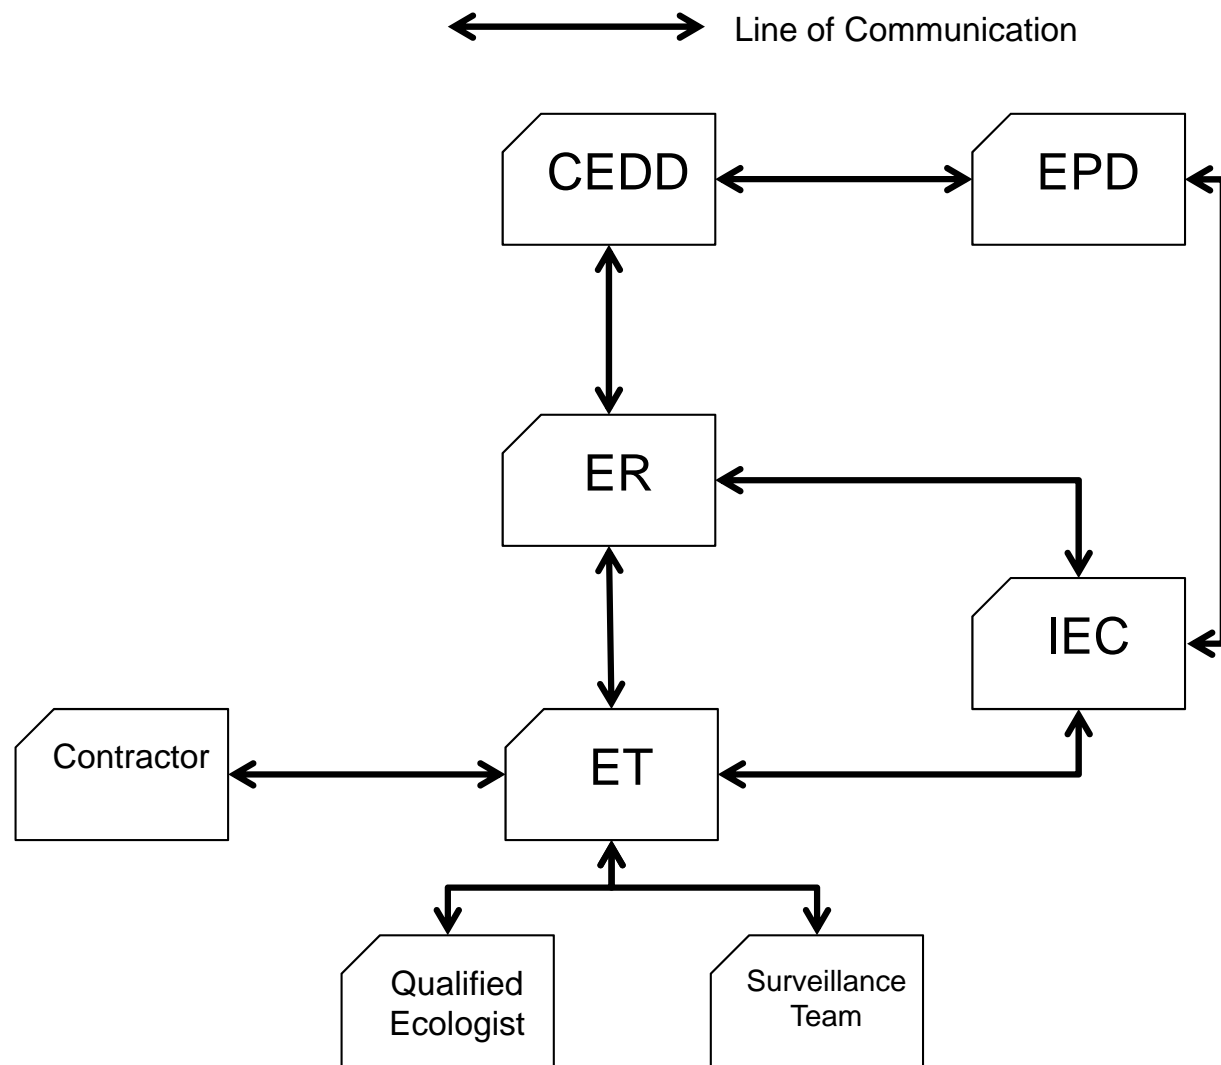 Line of Communication
CEDD
EPD
ER
IEC
Contractor
ET
Qualified
Ecologist
Surveillance
Team